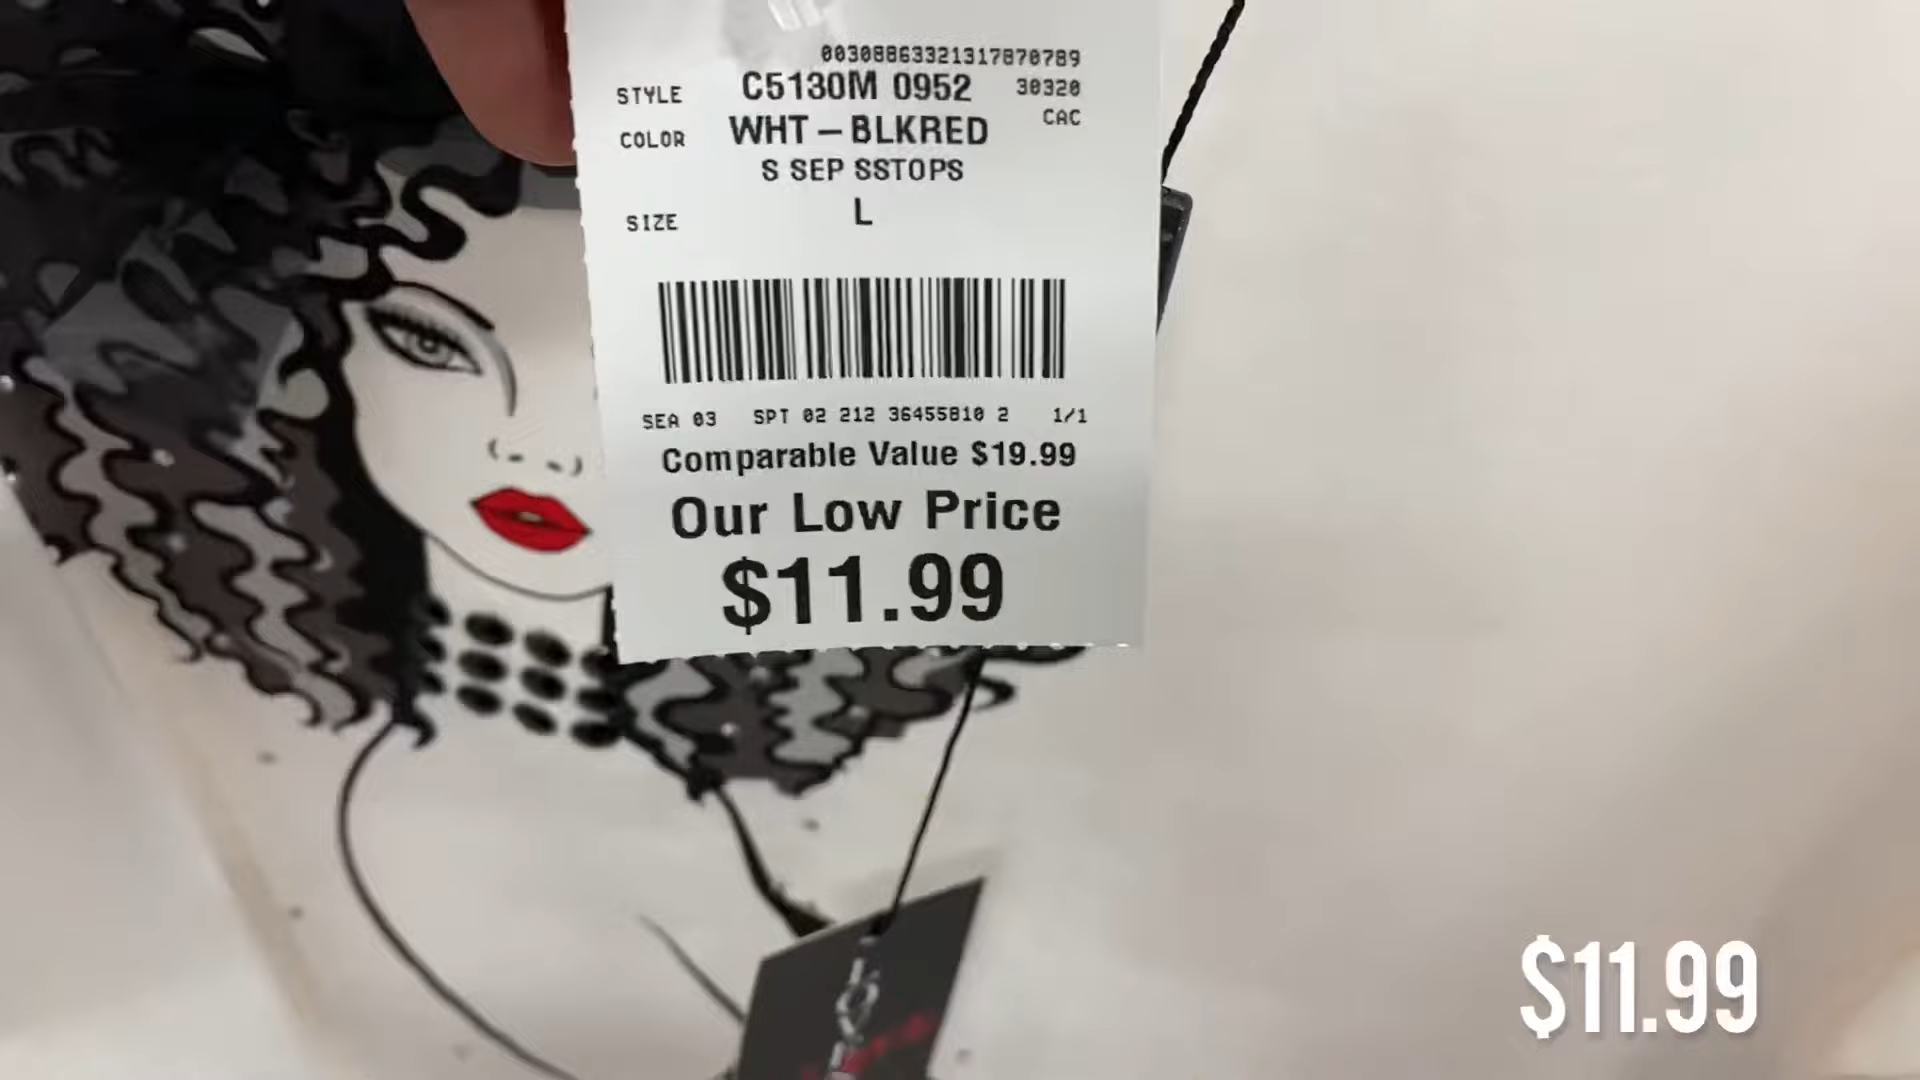 00308863321317870789
STYLE C5130M 0952 30320
COLOR WHT – BLKRED CAC
S SEP SSTOPS
SIZE L
SEA 03 SPT 02 212 36455810 2 1/1
Comparable Value $19.99
Our Low Price
$11.99
$11.99